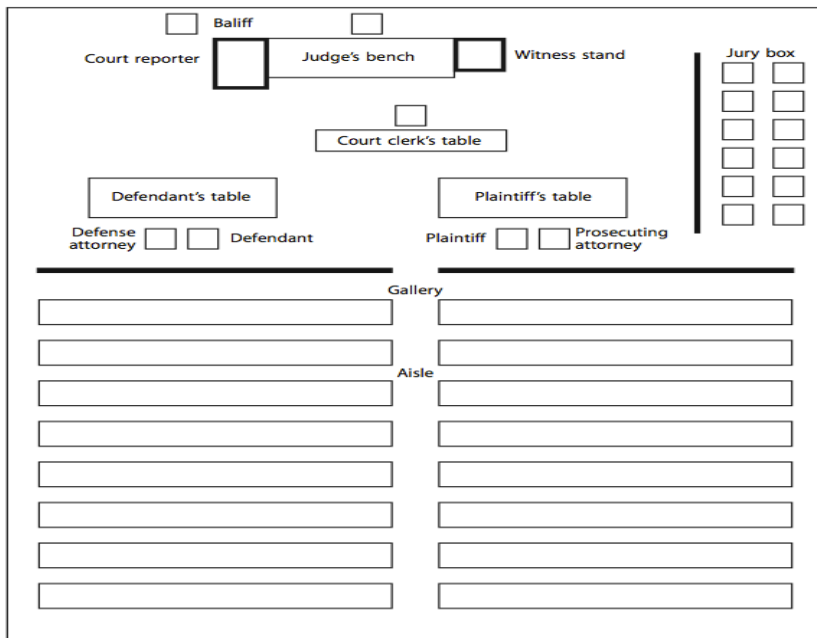 Baliff
Court reporter
Judge's bench
Witness stand
Jury box
Court clerk's table
Defendant's table
Plaintiff's table
Defense
attorney
Defendant
Plaintiff
Prosecuting
attorney
Gallery
Aisle